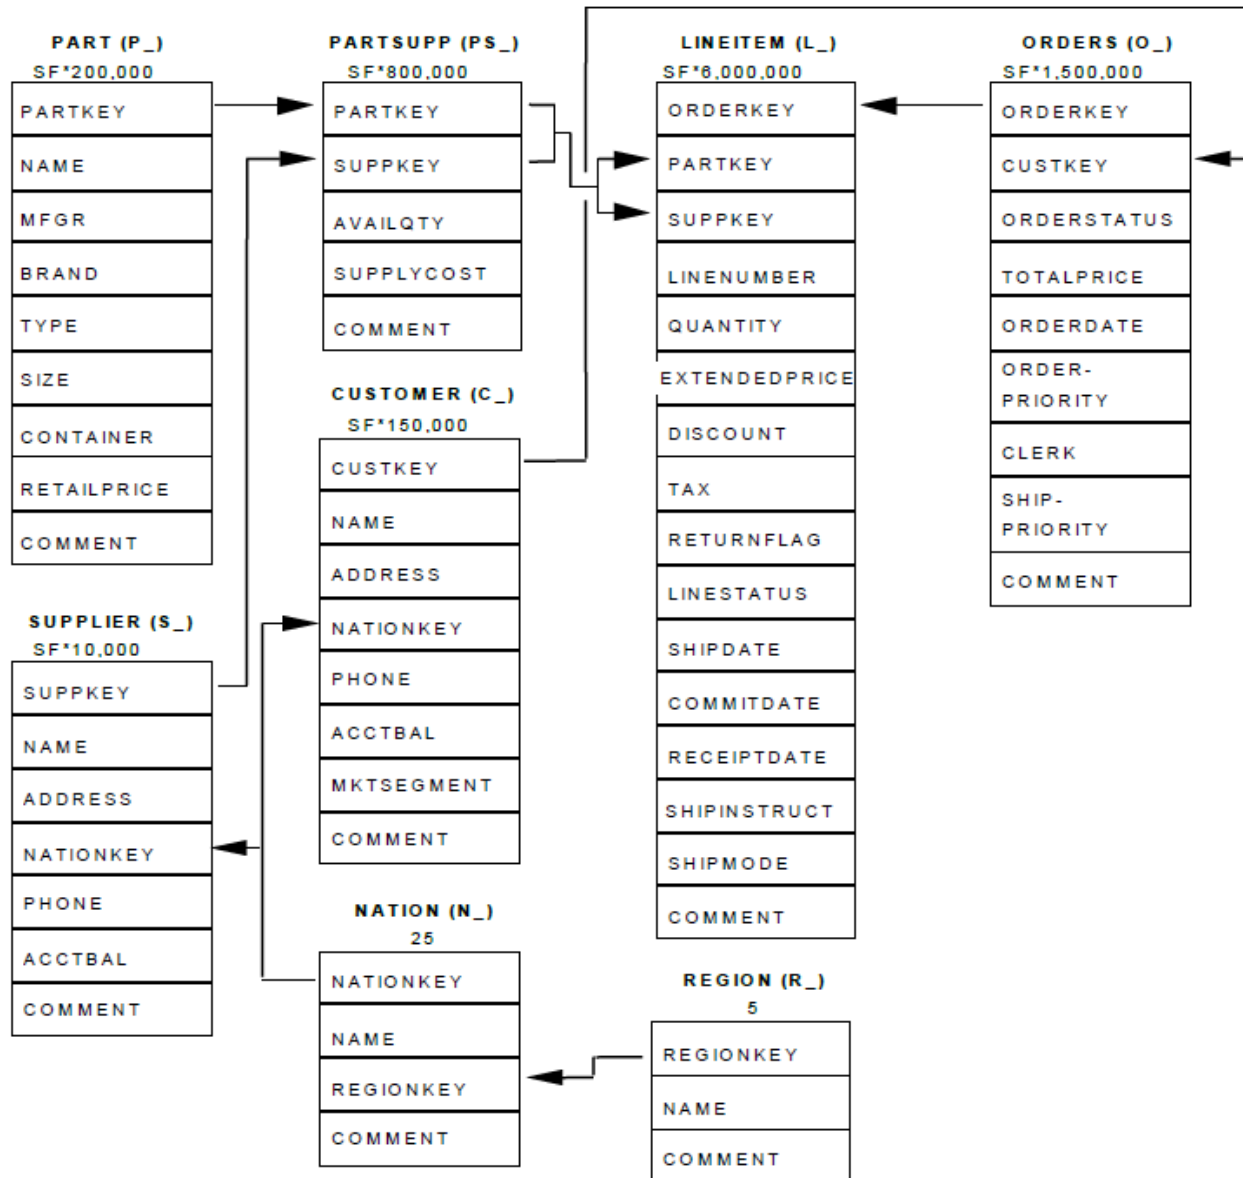 PART (P_)
SF*200,000
PARTKEY
NAME
MFGR
BRAND
TYPE
SIZE
CONTAINER
RETAILPRICE
COMMENT
SUPPLIER (S_)
SF*10,000
SUPPKEY
NAME
ADDRESS
NATIONKEY
PHONE
ACCTBAL
COMMENT
PARTSUPP (PS_)
SF*800,000
PARTKEY
SUPPKEY
AVAILQTY
SUPPLYCOST
COMMENT
CUSTOMER (C_)
SF*150,000
CUSTKEY
NAME
ADDRESS
NATIONKEY
PHONE
ACCTBAL
MKTSEGMENT
COMMENT
NATION (N_)
25
NATIONKEY
NAME
REGIONKEY
COMMENT
LINEITEM (L_)
SF*6,000,000
ORDERKEY
PARTKEY
SUPPKEY
LINENUMBER
QUANTITY
EXTENDEDPRICE
DISCOUNT
TAX
RETURNFLAG
LINESTATUS
SHIPDATE
COMMITDATE
RECEIPTDATE
SHIPINSTRUCT
SHIPMODE
COMMENT
REGION (R_)
5
REGIONKEY
NAME
COMMENT
ORDERS (O_)
SF*1,500,000
ORDERKEY
CUSTKEY
ORDERSTATUS
TOTALPRICE
ORDERDATE
ORDER-
PRIORITY
CLERK
SHIP-
PRIORITY
COMMENT